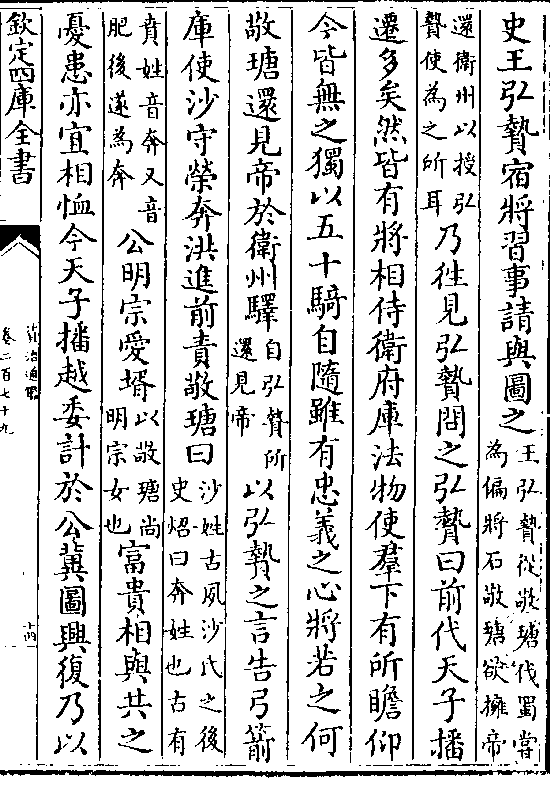 史王弘贄宿將習事請與圖之王弘贄從敬瑭伐蜀嘗為偏將石敬瑭欲擁帝
還衛州以授弘贄使為之所耳乃徃見弘贄問之弘贄曰前代天子播
遷多矣然皆有將相侍衛府庫法物使羣下有所瞻仰
今皆無之獨以五十騎自隨雖有忠義之心將若之何
敬瑭還見帝於衛州驛自弘贄所還見帝以弘贄之言告弓箭
庫使沙守榮奔洪進前責敬瑭曰沙姓古夙沙氏之後史炤曰奔姓也古有
賁姓音奔又音肥後遂為奔公明宗愛壻以敬瑭尚明宗女也富貴相與共之
憂患亦宜相恤今天子播越委計於公冀圖興復乃以
欽定四庫全書
資治通鑑
卷二百七十九
十四